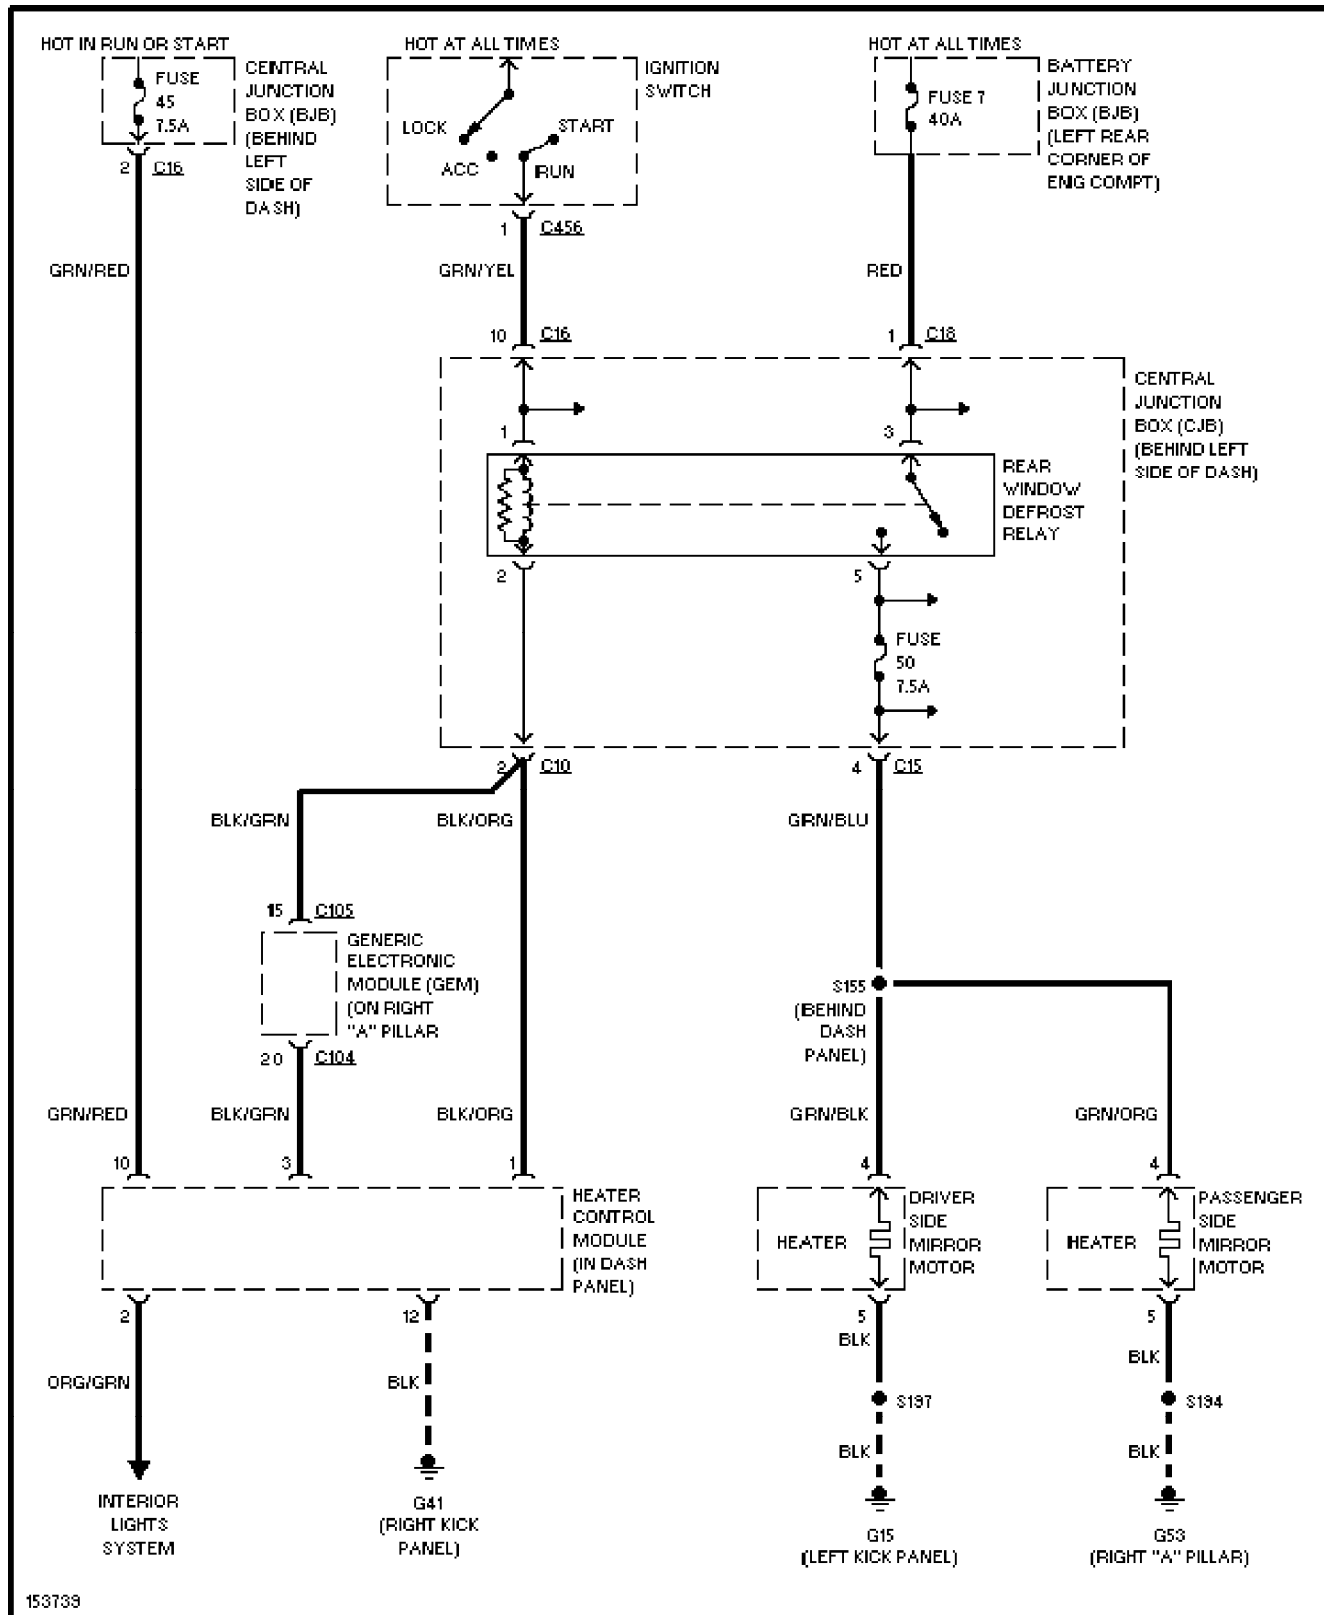 HOT IN RUN OR START
HOT AT ALL TIMES
HOT AT ALL TIMES
FUSE
45
7.5A
CENTRAL
JUNCTION
BOX (BJB)
(BEHIND
LEFT
SIDE OF
DASH)
LOCK
ACC
START
RUN
IGNITION
SWITCH
FUSE 7
40A
BATTERY
JUNCTION
BOX (BJB)
(LEFT REAR
CORNER OF
ENG COMPT)
2 C16
1 C456
GRN/RED
GRN/YEL
RED
10 C16
1 C18
CENTRAL
JUNCTION
BOX (CJB)
(BEHIND LEFT
SIDE OF DASH)
1
3
REAR
WINDOW
DEFROST
RELAY
2
5
FUSE
50
7.5A
2 C10
4 C15
BLK/GRN
BLK/ORG
GRN/BLU
15 C105
GENERIC
ELECTRONIC
MODULE (GEM)
(ON RIGHT
"A" PILLAR
20 C104
S155
(BEHIND
DASH
PANEL)
GRN/RED
BLK/GRN
BLK/ORG
GRN/BLK
GRN/ORG
10
3
1
4
4
HEATER
CONTROL
MODULE
(IN DASH
PANEL)
HEATER
DRIVER
SIDE
MIRROR
MOTOR
HEATER
PASSENGER
SIDE
MIRROR
MOTOR
2
12
5
5
BLK
BLK
ORG/GRN
BLK
S197
S194
BLK
BLK
INTERIOR
LIGHTS
SYSTEM
G41
(RIGHT KICK
PANEL)
G15
(LEFT KICK PANEL)
G53
(RIGHT "A" PILLAR)
153739